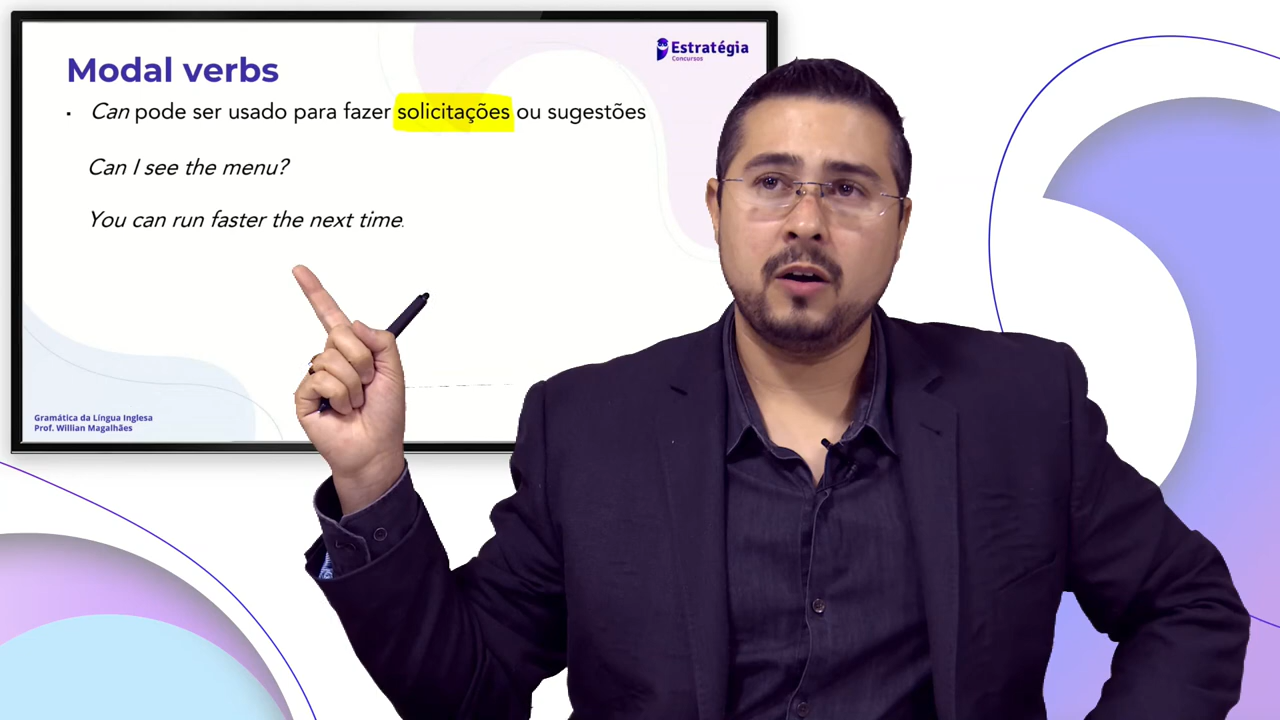 Estratégia
Concursos
Modal verbs
▪ Can pode ser usado para fazer solicitações ou sugestões
Can I see the menu?
You can run faster the next time.
Gramática da Língua Inglesa
Prof. Willian Magalhães